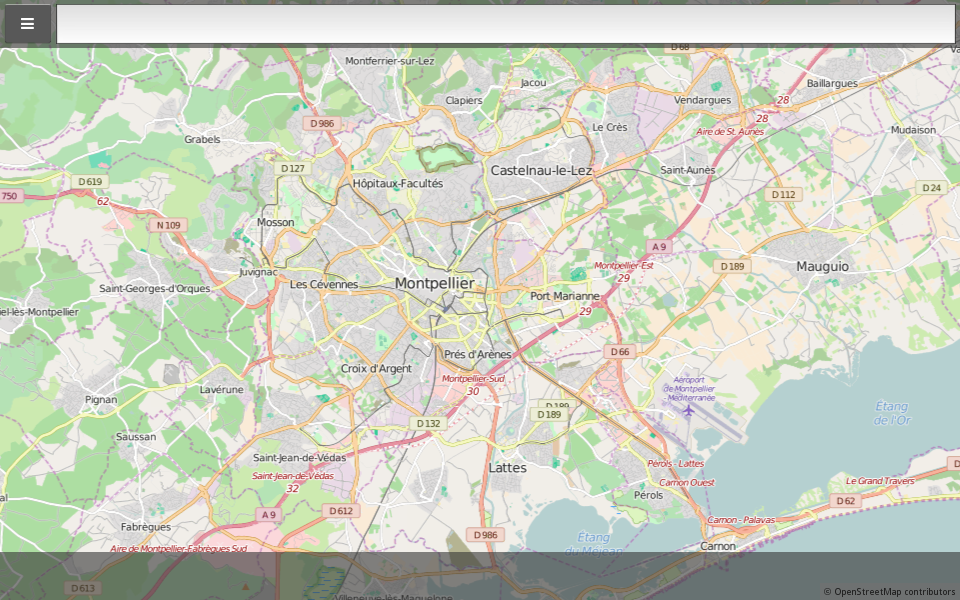 D 68
Montferrier-sur-Lez
Jacou
Baillargues
Clapiers
Vendargues
28
D 986
28
Le Crès
Aire de St. Aunès
Mudaison
Grabels
D 127
Castelnau-le-Lez
Saint-Aunès
D 619
Hôpitaux-Facultés
D 24
750
62
D 112
N 109
Mosson
A 9
Juvignac
Montpellier-Est
D 189
Mauguio
29
Saint-Georges-d'Orques
Les Cévennes
Montpellier
Port Marianne
el-lès-Montpellier
29
Prés d'Arènes
D 66
Croix d'Argent
Montpellier-Sud
30
Aéroport
de Montpellier
- Méditerranée
Lavérune
Pignan
D 189
D 189
Étang
de l'Or
D 132
Saussan
Saint-Jean-de-Védas
Lattes
Pérols - Lattes
Saint-Jean-de-Védas
32
Carnon Ouest
Le Grand Travers
al
Pérols
D 62
D
A 9
D 612
Fabrègues
Carnon - Palavas
D 986
Étang
du Méjean
Carnon
Aire de Montpellier-Fabrègues Sud
D 613
Villeneuve-lès-Maguelone
© OpenStreetMap contributors